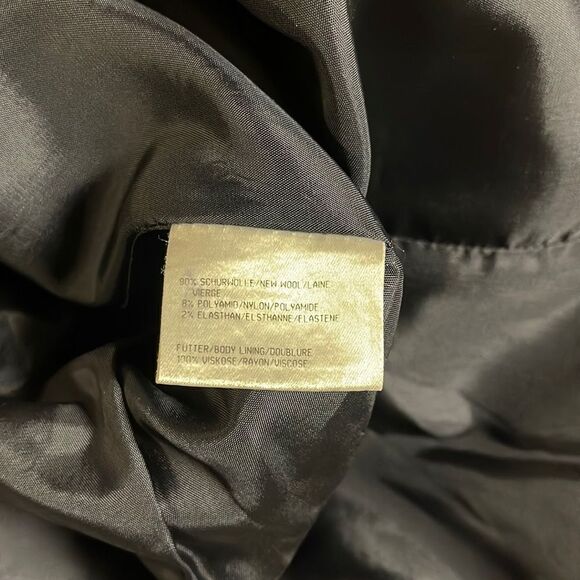 90% SCHURWOLLE/NEW WOOL/LAINE
VIERGE
8% POLYAMID/NYLON/POLYAMIDE
2% ELASTHAN/ELSTHANNE/ELASTENE
FUTTER/BODY LINING/DOUBLURE
100% VISKOSE/RAYON/VISCOSE